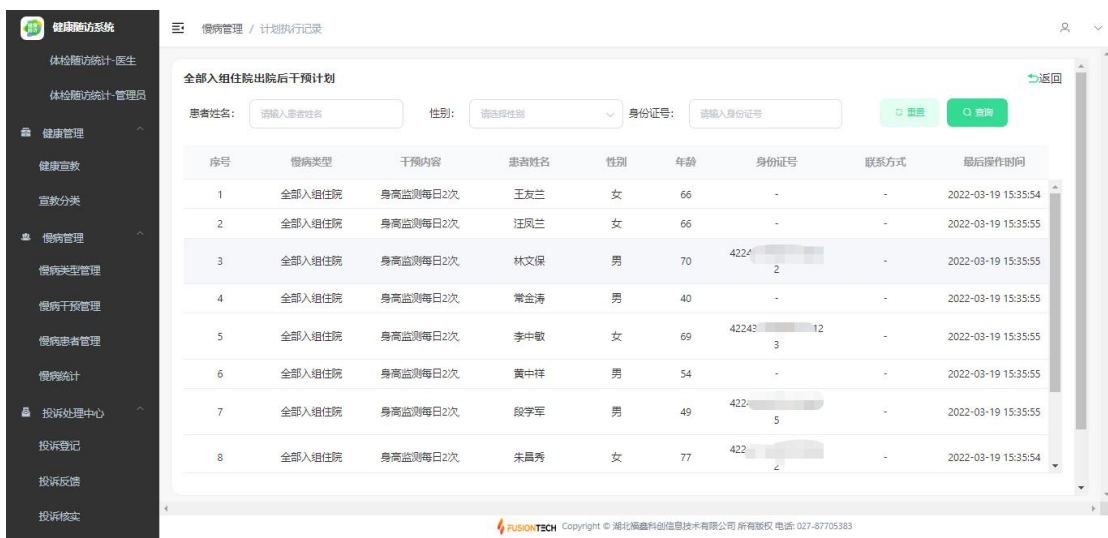 健康随访系统
慢病管理 / 计划执行记录
体检随访统计-医生
体检随访统计-管理员
健康管理
健康宣教
宣教分类
慢病管理
慢病类型管理
慢病干预管理
慢病患者管理
慢病统计
投诉处理中心
投诉登记
投诉反馈
投诉核实
全部入组住院出院后干预计划
返回
患者姓名: 请输入患者姓名 性别: 请选择性别 身份证号: 请输入身份证号 重置 查询
序号 慢病类型 干预内容 患者姓名 性别 年龄 身份证号 联系方式 最后操作时间
1 全部入组住院 身高监测每日2次, 王友兰 女 66 - - 2022-03-19 15:35:54
2 全部入组住院 身高监测每日2次, 汪凤兰 女 66 - - 2022-03-19 15:35:55
3 全部入组住院 身高监测每日2次, 林文保 男 70 4224 2 - 2022-03-19 15:35:55
4 全部入组住院 身高监测每日2次, 常金涛 男 40 - - 2022-03-19 15:35:55
5 全部入组住院 身高监测每日2次, 李中敏 女 69 42243 12 3 - 2022-03-19 15:35:55
6 全部入组住院 身高监测每日2次, 黄中祥 男 54 - - 2022-03-19 15:35:55
7 全部入组住院 身高监测每日2次, 段学军 男 49 422 5 - 2022-03-19 15:35:55
8 全部入组住院 身高监测每日2次, 朱昌秀 女 77 422 2 - 2022-03-19 15:35:54
FUSIONTECH Copyright © 湖北福鑫科创信息技术有限公司 所有版权 电话: 027-87705383